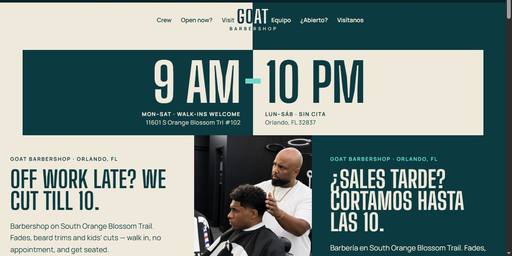 Crew Open now? Visit GOAT Equipo ¿Abierto? Visítanos
BARBERSHOP
9 AM–10 PM
MON–SAT · WALK-INS WELCOME
11601 S Orange Blossom Trl #102
LUN–SÁB · SIN CITA
Orlando, FL 32837
GOAT BARBERSHOP · ORLANDO, FL
OFF WORK LATE? WE
CUT TILL 10.
Barbershop on South Orange Blossom Trail.
Fades, beard trims and kids' cuts — walk in, no
appointment, and get seated.
GOAT BARBERSHOP · ORLANDO, FL
¿SALES TARDE?
CORTAMOS HASTA
LAS 10.
Barbería en South Orange Blossom Trail. Fades,